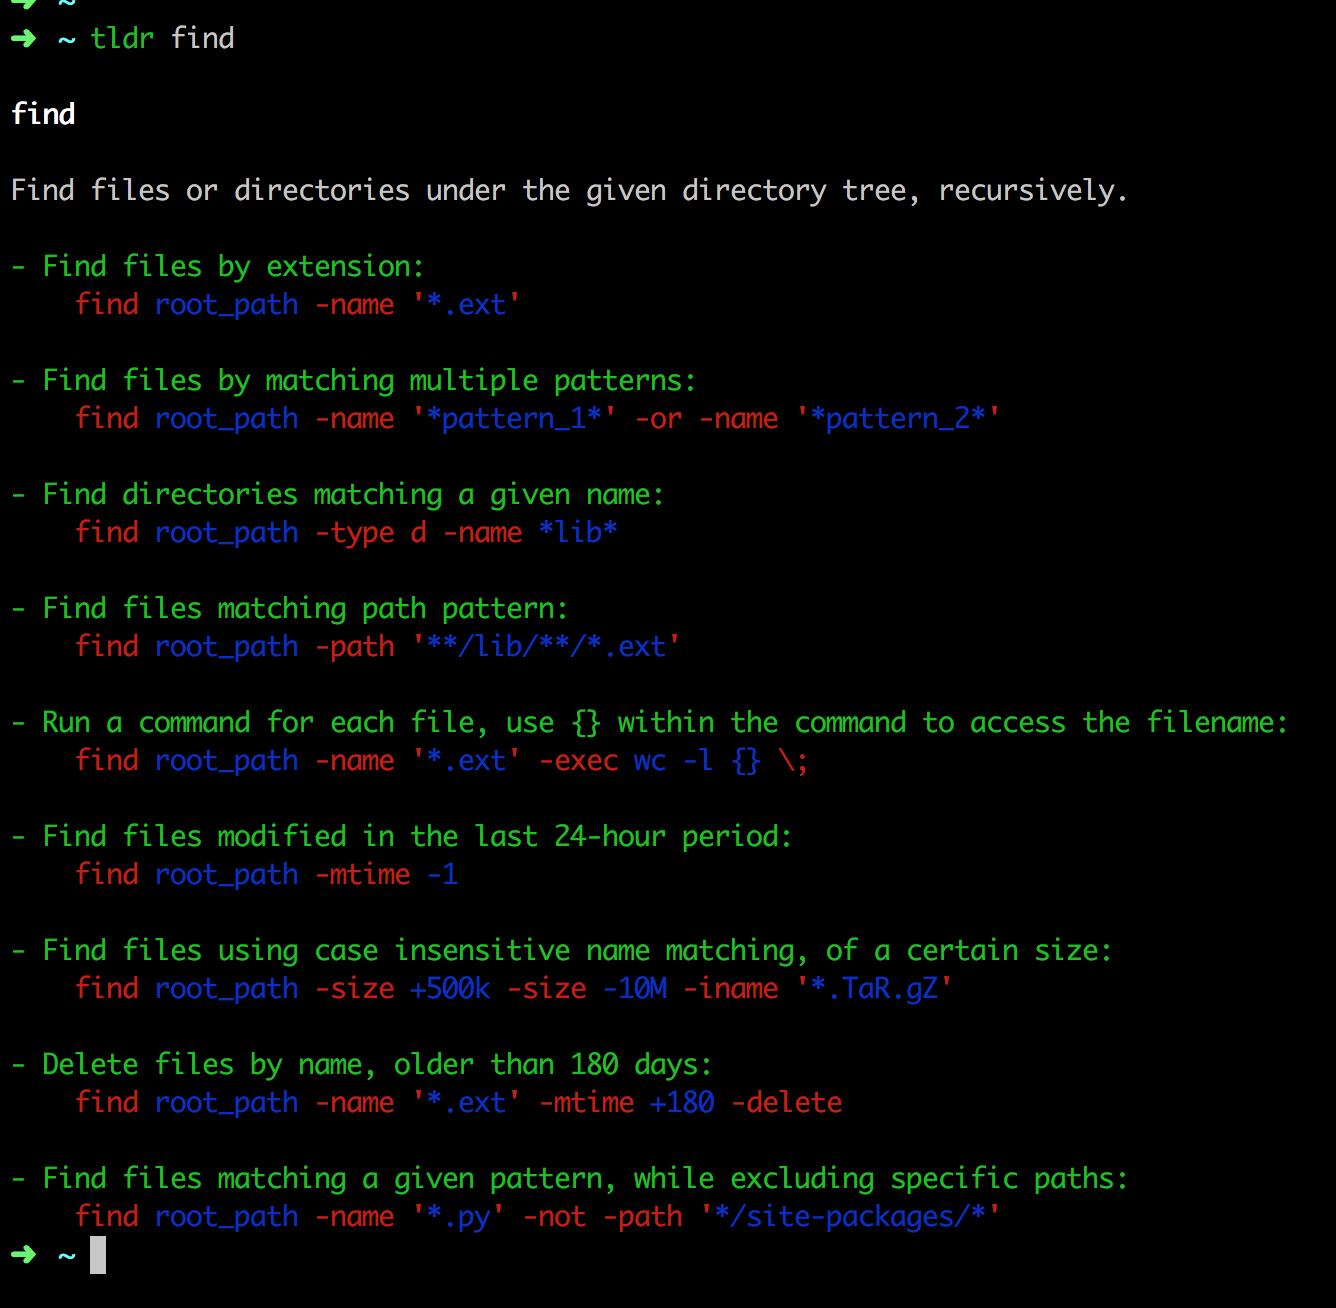 ➜ ~
➜ ~ tldr find
find
Find files or directories under the given directory tree, recursively.
- Find files by extension:
find root_path -name '*.ext'
- Find files by matching multiple patterns:
find root_path -name '*pattern_1*' -or -name '*pattern_2*'
- Find directories matching a given name:
find root_path -type d -name *lib*
- Find files matching path pattern:
find root_path -path '**/lib/**/*.ext'
- Run a command for each file, use {} within the command to access the filename:
find root_path -name '*.ext' -exec wc -l {} \;
- Find files modified in the last 24-hour period:
find root_path -mtime -1
- Find files using case insensitive name matching, of a certain size:
find root_path -size +500k -size -10M -iname '*.TaR.gZ'
- Delete files by name, older than 180 days:
find root_path -name '*.ext' -mtime +180 -delete
- Find files matching a given pattern, while excluding specific paths:
find root_path -name '*.py' -not -path '*/site-packages/*'
➜ ~